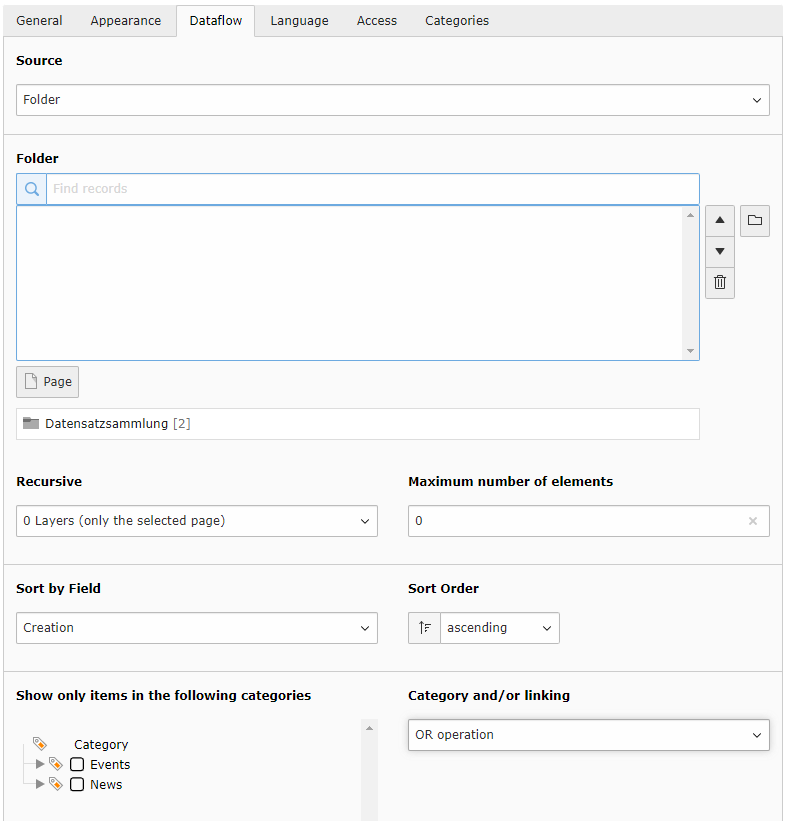 General Appearance Dataflow Language Access Categories
Source
Folder
Folder
Find records
Page
Datensatzsammlung [2]
Recursive Maximum number of elements
0 Layers (only the selected page) 0
Sort by Field Sort Order
Creation ascending
Show only items in the following categories Category and/or linking
OR operation
Category
Events
News